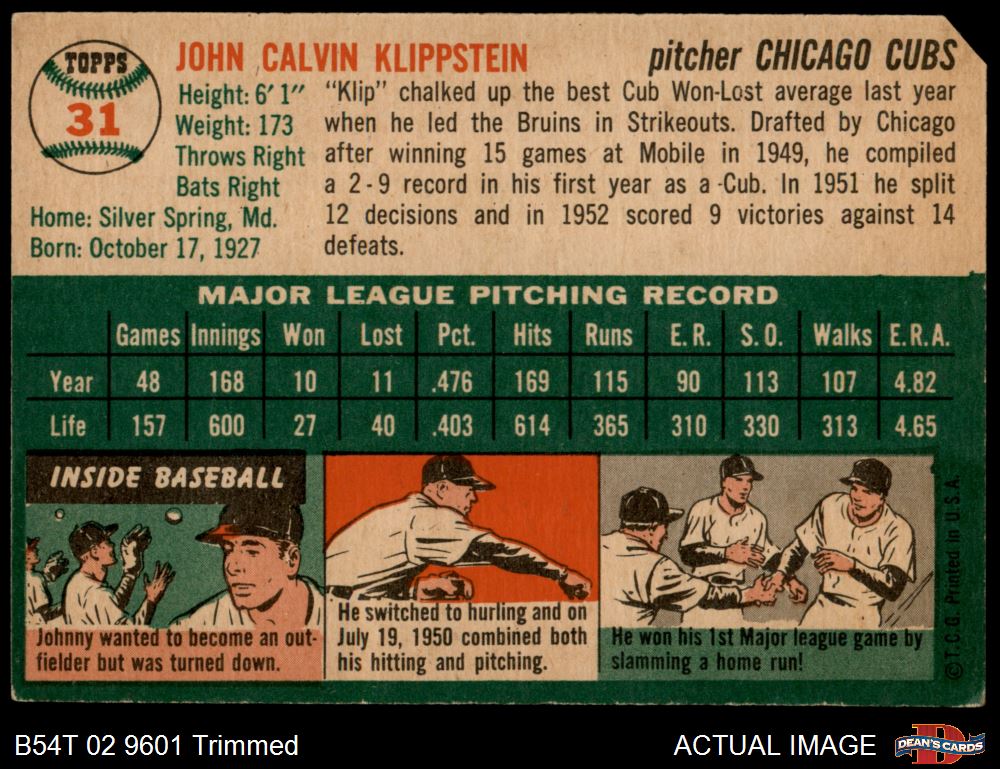 TOPPS
31
JOHN CALVIN KLIPPSTEIN
pitcher CHICAGO CUBS
Height: 6' 1"
Weight: 173
Throws Right
Bats Right
Home: Silver Spring, Md.
Born: October 17, 1927
"Klip" chalked up the best Cub Won-Lost average last year
when he led the Bruins in Strikeouts. Drafted by Chicago
after winning 15 games at Mobile in 1949, he compiled
a 2-9 record in his first year as a Cub. In 1951 he split
12 decisions and in 1952 scored 9 victories against 14
defeats.
MAJOR LEAGUE PITCHING RECORD
Games Innings Won Lost Pct. Hits Runs E.R. S.O. Walks E.R.A.
Year 48 168 10 11 .476 169 115 90 113 107 4.82
Life 157 600 27 40 .403 614 365 310 330 313 4.65
INSIDE BASEBALL
Johnny wanted to become an out-
fielder but was turned down.
He switched to hurling and on
July 19, 1950 combined both
his hitting and pitching.
He won his 1st Major league game by
slamming a home run!
© T.C.G. Printed in U.S.A.
B54T 02 9601 Trimmed
ACTUAL IMAGE
D
DEAN'S CARDS